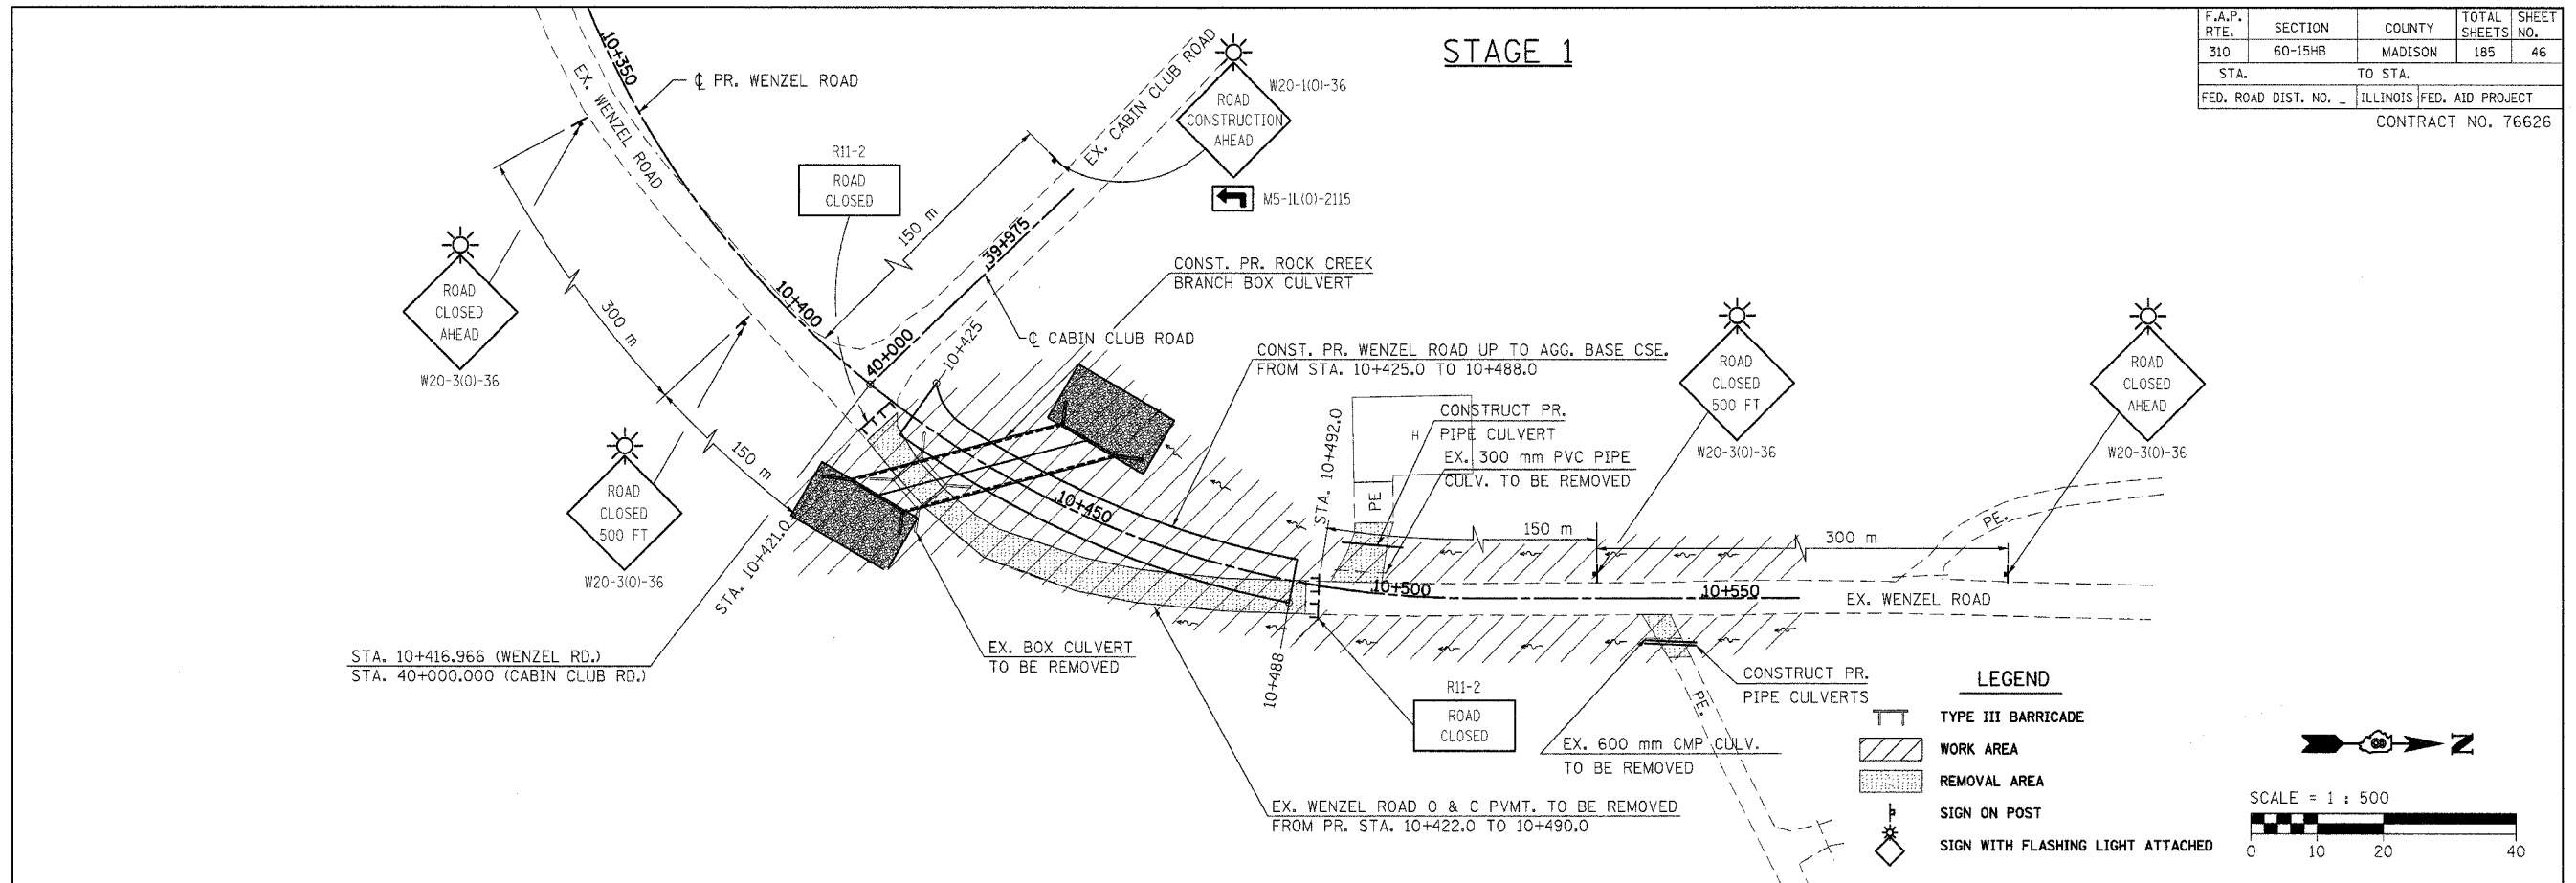 STAGE 1
F.A.P. RTE. SECTION COUNTY TOTAL SHEETS SHEET NO.
310 60-15HB MADISON 185 46
STA. TO STA.
FED. ROAD DIST. NO. _ ILLINOIS FED. AID PROJECT
CONTRACT NO. 76626
10+350
℄ PR. WENZEL ROAD
EX. WENZEL ROAD
EX. CABIN CLUB ROAD
ROAD
CONSTRUCTION
AHEAD
W20-1(O)-36
M5-1L(O)-2115
R11-2
ROAD
CLOSED
150 m
39+975
10+400
40+000
10+425
℄ CABIN CLUB ROAD
CONST. PR. ROCK CREEK
BRANCH BOX CULVERT
ROAD
CLOSED
AHEAD
W20-3(O)-36
300 m
150 m
ROAD
CLOSED
500 FT
W20-3(O)-36
CONST. PR. WENZEL ROAD UP TO AGG. BASE CSE.
FROM STA. 10+425.0 TO 10+488.0
STA. 10+492.0
CONSTRUCT PR.
PIPE CULVERT
H
EX. 300 mm PVC PIPE
CULV. TO BE REMOVED
PE
ROAD
CLOSED
500 FT
W20-3(O)-36
ROAD
CLOSED
AHEAD
W20-3(O)-36
150 m
300 m
PE.
10+450
10+500
10+550
EX. WENZEL ROAD
STA. 10+421.0
STA. 10+416.966 (WENZEL RD.)
STA. 40+000.000 (CABIN CLUB RD.)
EX. BOX CULVERT
TO BE REMOVED
10+488
R11-2
ROAD
CLOSED
CONSTRUCT PR.
PIPE CULVERTS
PE.
EX. 600 mm CMP CULV.
TO BE REMOVED
EX. WENZEL ROAD O & C PVMT. TO BE REMOVED
FROM PR. STA. 10+422.0 TO 10+490.0
LEGEND
TYPE III BARRICADE
WORK AREA
REMOVAL AREA
SIGN ON POST
SIGN WITH FLASHING LIGHT ATTACHED
N
SCALE = 1 : 500
0 10 20 40